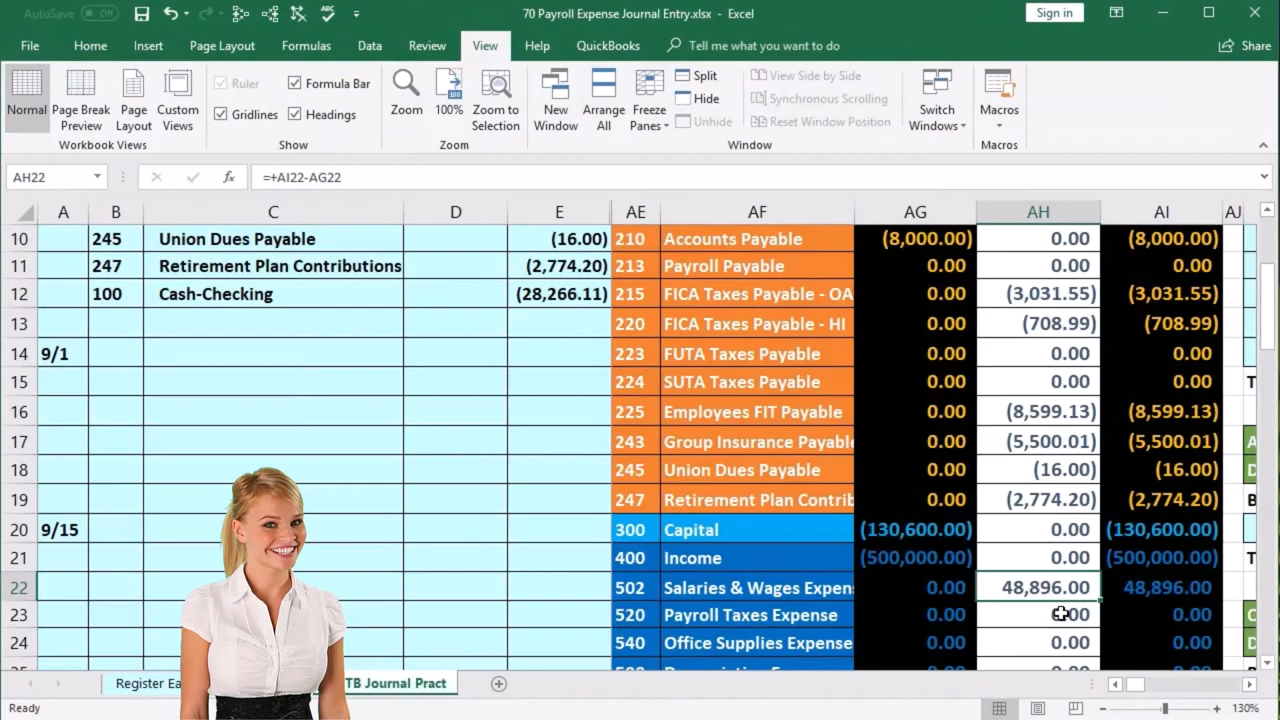 AutoSave Off 70 Payroll Expense Journal Entry.xlsx - Excel Sign in
File Home Insert Page Layout Formulas Data Review View Help QuickBooks Tell me what you want to do Share
Normal Page Break Preview Page Layout Custom Views Workbook Views
Ruler Formula Bar Gridlines Headings Show
Zoom 100% Zoom to Selection Zoom
New Window Arrange All Freeze Panes Split Hide Unhide View Side by Side Synchronous Scrolling Reset Window Position Switch Windows Window
Macros Macros
AH22 fx =+AI22-AG22
A B C D E AE AF AG AH AI AJ
10 245 Union Dues Payable (16.00) 210 Accounts Payable (8,000.00) 0.00 (8,000.00)
11 247 Retirement Plan Contributions (2,774.20) 213 Payroll Payable 0.00 0.00 0.00
12 100 Cash-Checking (28,266.11) 215 FICA Taxes Payable - OA 0.00 (3,031.55) (3,031.55)
13 220 FICA Taxes Payable - HI 0.00 (708.99) (708.99)
14 9/1 223 FUTA Taxes Payable 0.00 0.00 0.00
15 224 SUTA Taxes Payable 0.00 0.00 0.00 T
16 225 Employees FIT Payable 0.00 (8,599.13) (8,599.13)
17 243 Group Insurance Payable 0.00 (5,500.01) (5,500.01) A
18 245 Union Dues Payable 0.00 (16.00) (16.00) D
19 247 Retirement Plan Contrib 0.00 (2,774.20) (2,774.20) B
20 9/15 300 Capital (130,600.00) 0.00 (130,600.00)
21 400 Income (500,000.00) 0.00 (500,000.00) T
22 502 Salaries & Wages Expen 0.00 48,896.00 48,896.00
23 520 Payroll Taxes Expense 0.00 0.00 0.00
24 540 Office Supplies Expense 0.00 0.00 0.00 D
Register Ea TB Journal Pract
Ready 130%